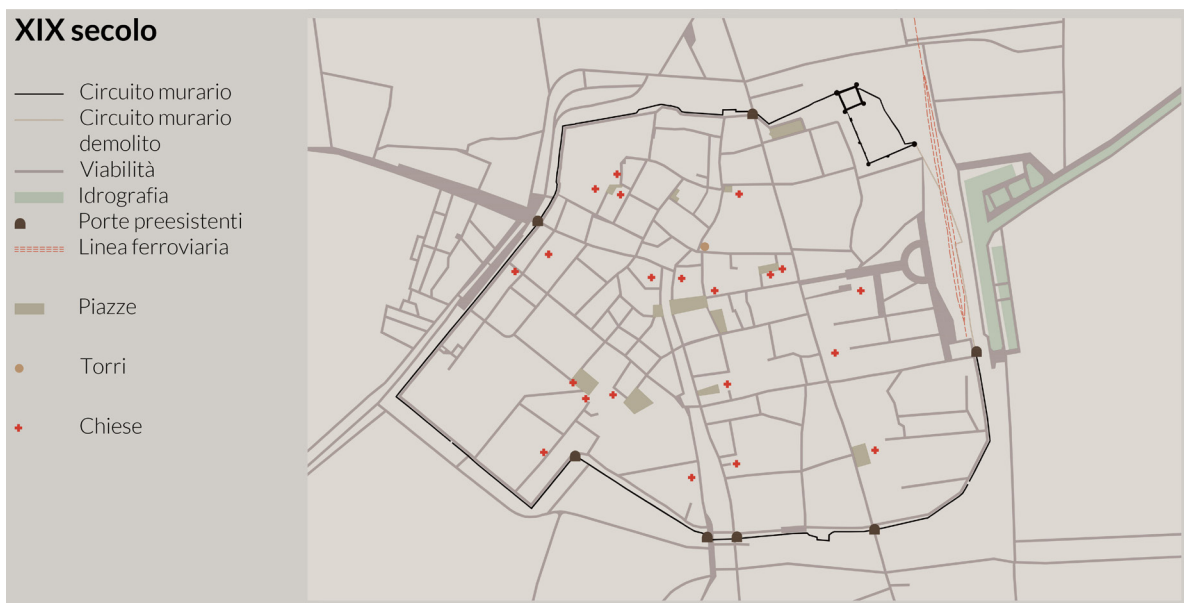 XIX secolo
Circuito murario
Circuito murario
demolito
Viabilità
Idrografia
Porte preesistenti
Linea ferroviaria
Piazze
Torri
Chiese